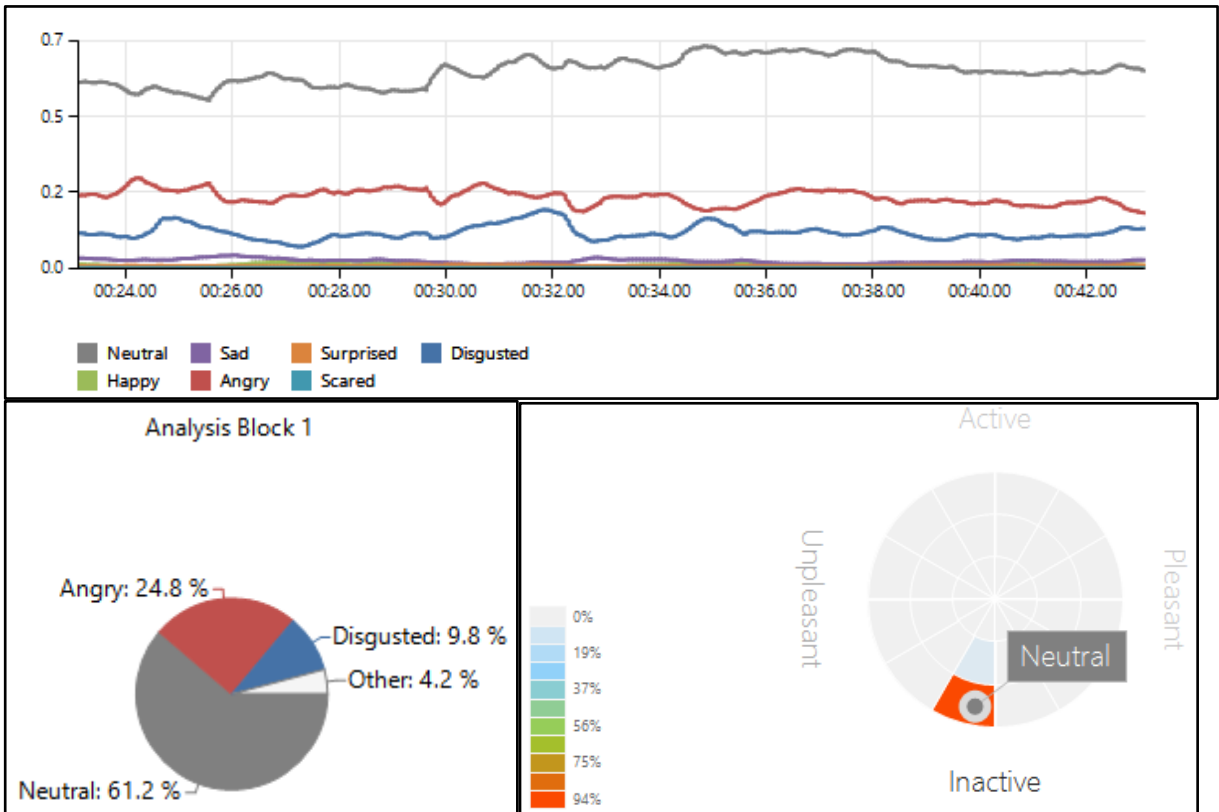 0.7
0.5
0.2
0.0
00:24.00 00:26.00 00:28.00 00:30.00 00:32.00 00:34.00 00:36.00 00:38.00 00:40.00 00:42.00
Neutral Sad Surprised Disgusted
Happy Angry Scared
Analysis Block 1
Angry: 24.8 %
Disgusted: 9.8 %
Other: 4.2 %
Neutral: 61.2 %
Active
Unpleasant
Pleasant
Neutral
Inactive
0%
19%
37%
56%
75%
94%